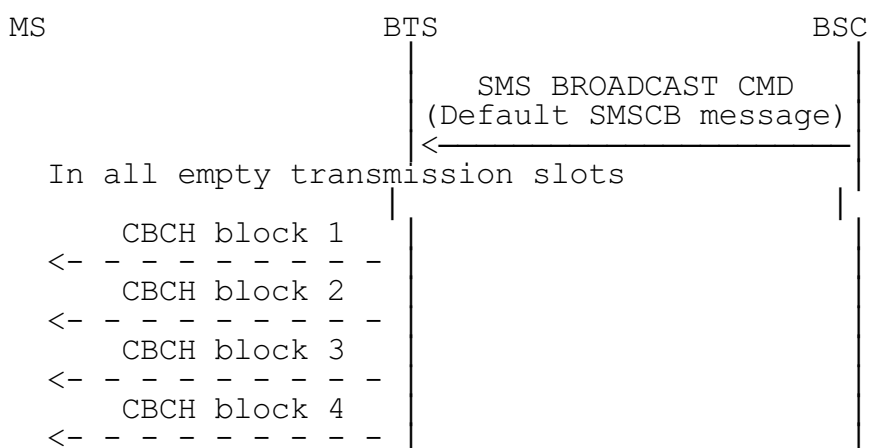 MS BTS BSC
SMS BROADCAST CMD
(Default SMSCB message)
In all empty transmission slots
CBCH block 1
CBCH block 2
CBCH block 3
CBCH block 4